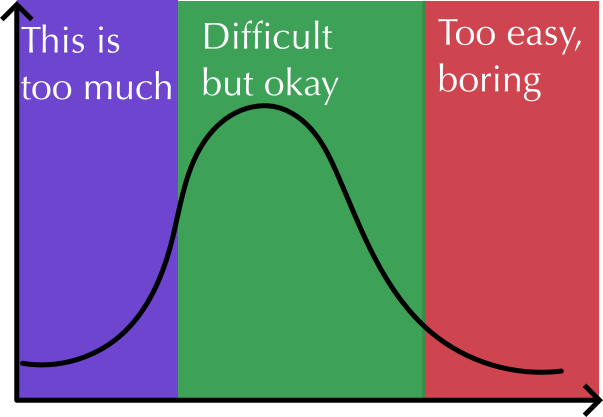 This is
too much
Difficult
but okay
Too easy,
boring